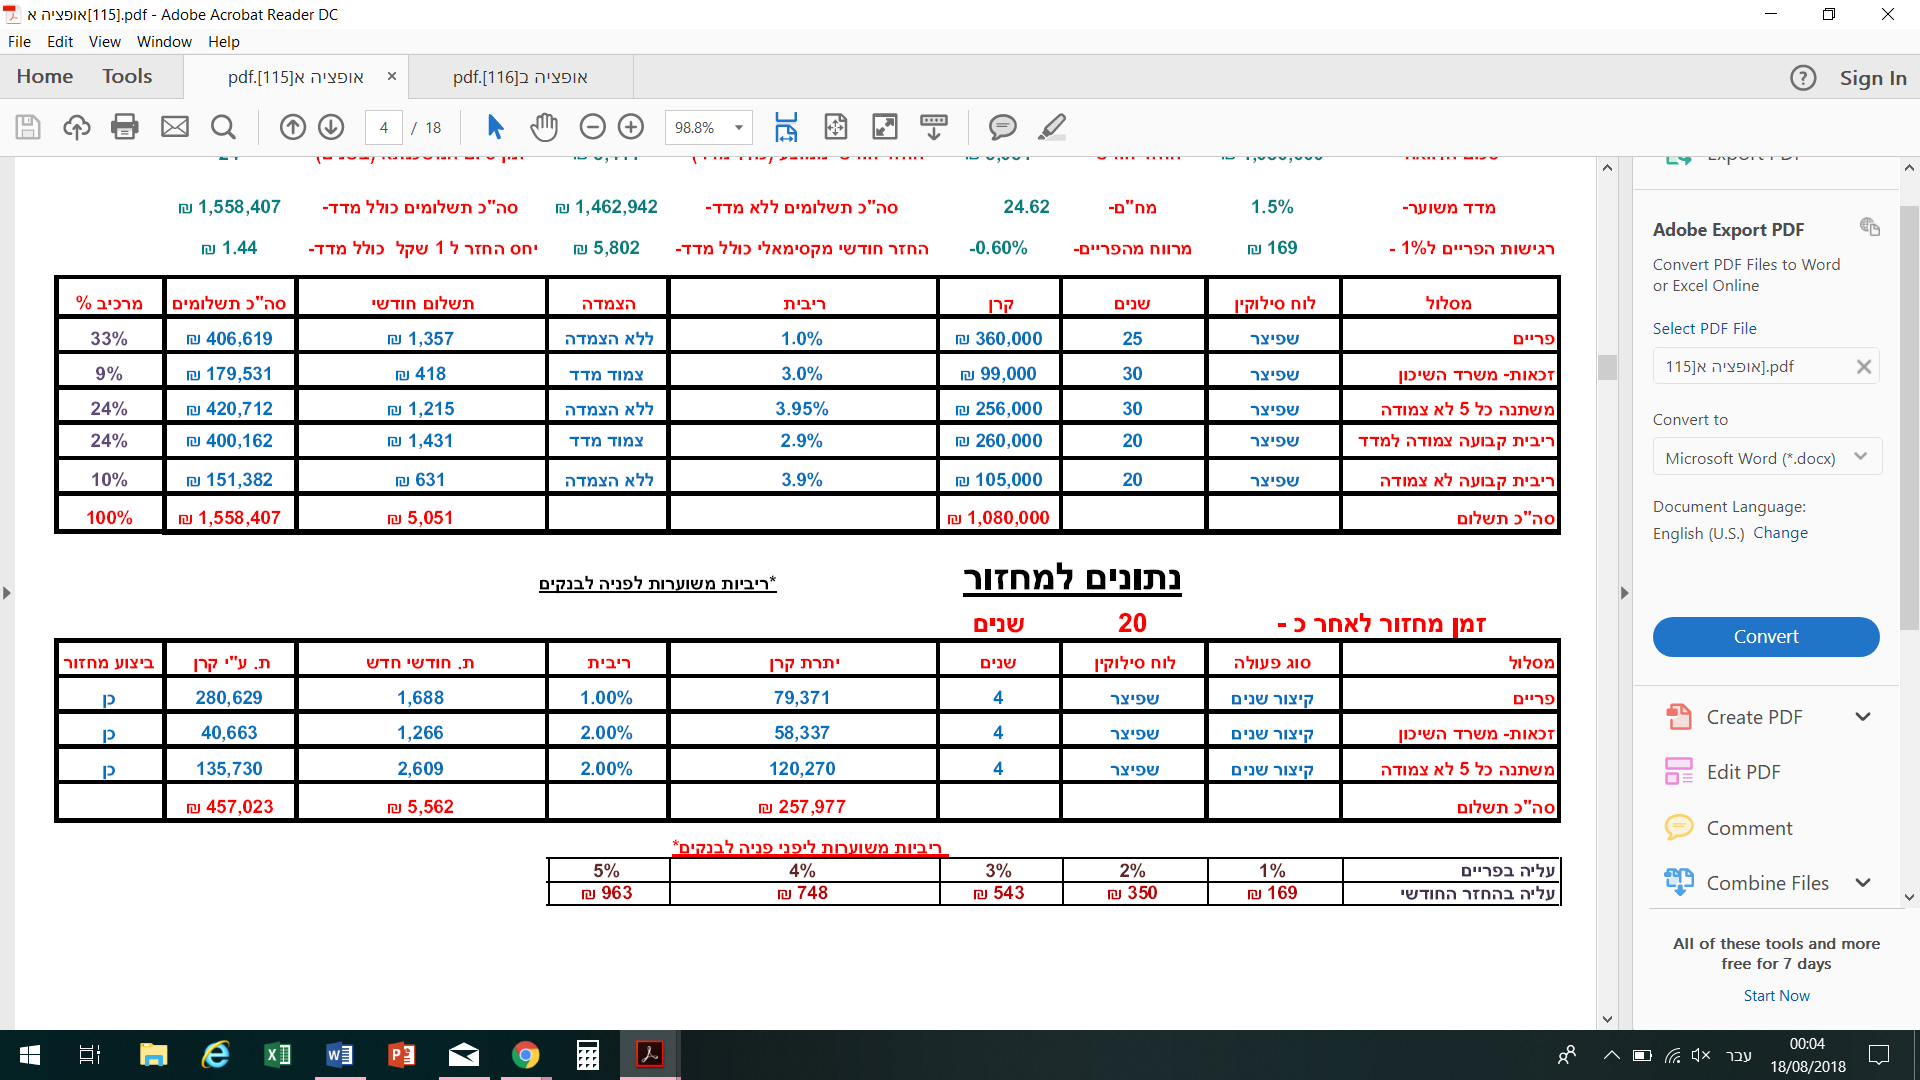 אופציה א[115].pdf - Adobe Acrobat Reader DC
File Edit View Window Help
Home Tools אופציה א[115].pdf אופציה ב[116].pdf Sign In
4 / 18 98.8%
מדד משוער- 1.5% מח"מ- 24.62 סה"כ תשלומים ללא מדד- 1,462,942 ₪ סה"כ תשלומים כולל מדד- 1,558,407 ₪
רגישות הפריים ל1% - 169 ₪ מרווח מהפריים- -0.60% החזר חודשי מקסימאלי כולל מדד- 5,802 ₪ יחס החזר ל 1 שקל כולל מדד- 1.44 ₪
מסלול לוח סילוקין שנים קרן ריבית הצמדה תשלום חודשי סה"כ תשלומים מרכיב %
פריים שפיצר 25 360,000 ₪ 1.0% ללא הצמדה 1,357 ₪ 406,619 ₪ 33%
זכאות- משרד השיכון שפיצר 30 99,000 ₪ 3.0% צמוד מדד 418 ₪ 179,531 ₪ 9%
משתנה כל 5 לא צמודה שפיצר 30 256,000 ₪ 3.95% ללא הצמדה 1,215 ₪ 420,712 ₪ 24%
ריבית קבועה צמודה למדד שפיצר 20 260,000 ₪ 2.9% צמוד מדד 1,431 ₪ 400,162 ₪ 24%
ריבית קבועה לא צמודה שפיצר 20 105,000 ₪ 3.9% ללא הצמדה 631 ₪ 151,382 ₪ 10%
סה"כ תשלום 1,080,000 ₪ 5,051 ₪ 1,558,407 ₪ 100%
נתונים למחזור *ריביות משוערות לפניה לבנקים
זמן מחזור לאחר כ - 20 שנים
מסלול סוג פעולה לוח סילוקין שנים יתרת קרן ריבית ת. חודשי חדש ת. ע"י קרן ביצוע מחזור
פריים קיצור שנים שפיצר 4 79,371 1.00% 1,688 280,629 כן
זכאות- משרד השיכון קיצור שנים שפיצר 4 58,337 2.00% 1,266 40,663 כן
משתנה כל 5 לא צמודה קיצור שנים שפיצר 4 120,270 2.00% 2,609 135,730 כן
סה"כ תשלום 257,977 ₪ 5,562 ₪ 457,023 ₪
ריביות משוערות ליפני פניה לבנקים*
עליה בפריים 1% 2% 3% 4% 5%
עליה בהחזר החודשי 169 ₪ 350 ₪ 543 ₪ 748 ₪ 963 ₪
Export PDF
Adobe Export PDF
Convert PDF Files to Word
or Excel Online
Select PDF File
אופציה א[115].pdf
Convert to
Microsoft Word (*.docx)
Document Language:
English (U.S.) Change
Convert
Create PDF
Edit PDF
Comment
Combine Files
All of these tools and more
free for 7 days
Start Now
עבר
00:04
18/08/2018